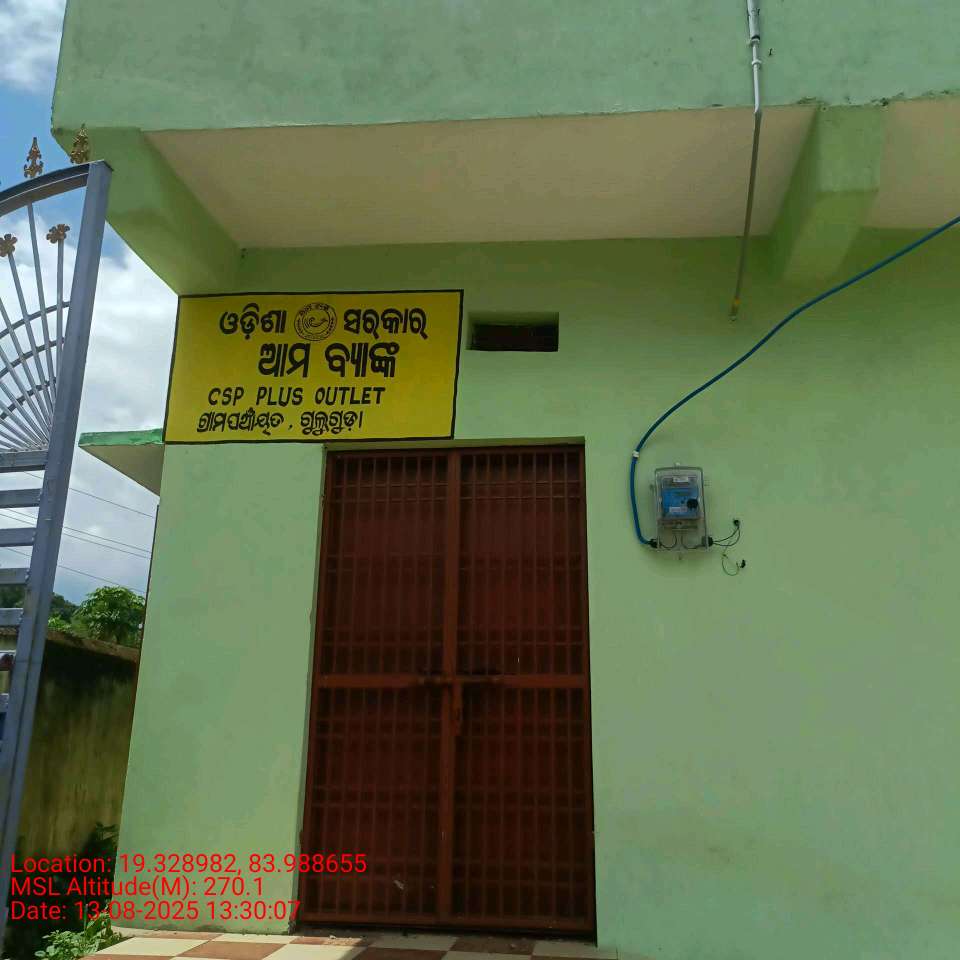 ଓଡ଼ିଶା ସରକାର
ଆମ ବ୍ୟାଙ୍କ
CSP PLUS OUTLET
ଗ୍ରାମପଞ୍ଚାୟତ, ଗୁଲୁଗୁଡ଼ା
Location: 19.328982, 83.988655
MSL Altitude(M): 270.1
Date: 13-08-2025 13:30:07